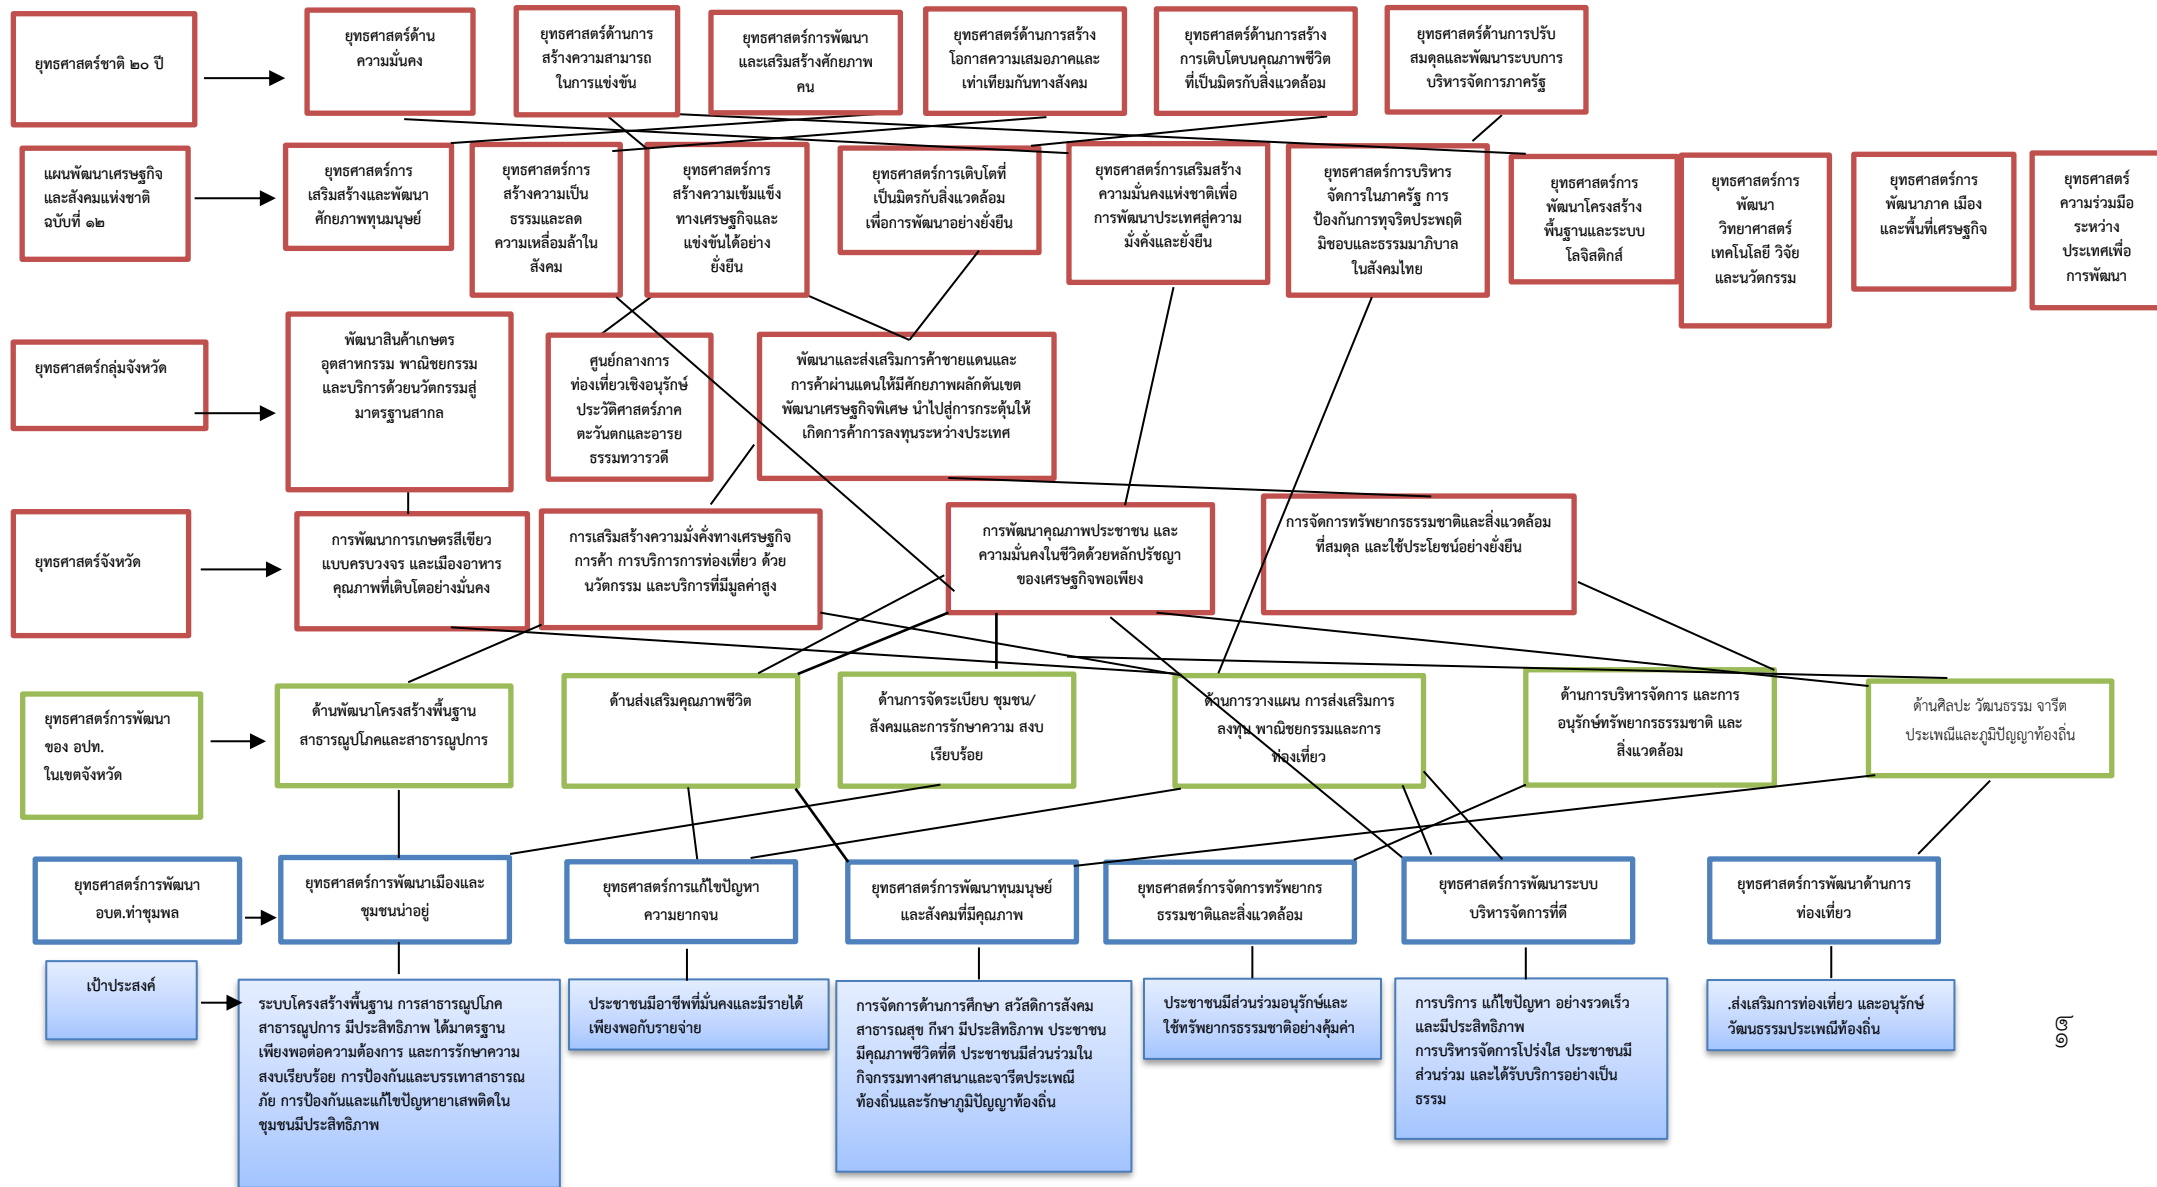 ยุทธศาสตร์ชาติ ๒๐ ปี
ยุทธศาสตร์ด้าน
ความมั่นคง
ยุทธศาสตร์ด้านการ
สร้างความสามารถ
ในการแข่งขัน
ยุทธศาสตร์การพัฒนา
และเสริมสร้างศักยภาพ
คน
ยุทธศาสตร์ด้านการสร้าง
โอกาสความเสมอภาคและ
เท่าเทียมกันทางสังคม
ยุทธศาสตร์ด้านการสร้าง
การเติบโตบนคุณภาพชีวิต
ที่เป็นมิตรกับสิ่งแวดล้อม
ยุทธศาสตร์ด้านการปรับ
สมดุลและพัฒนาระบบการ
บริหารจัดการภาครัฐ
แผนพัฒนาเศรษฐกิจ
และสังคมแห่งชาติ
ฉบับที่ ๑๒
ยุทธศาสตร์การ
เสริมสร้างและพัฒนา
ศักยภาพทุนมนุษย์
ยุทธศาสตร์การ
สร้างความเป็น
ธรรมและลด
ความเหลื่อมล้ำใน
สังคม
ยุทธศาสตร์การ
สร้างความเข้มแข็ง
ทางเศรษฐกิจและ
แข่งขันได้อย่าง
ยั่งยืน
ยุทธศาสตร์การเติบโตที่
เป็นมิตรกับสิ่งแวดล้อม
เพื่อการพัฒนาอย่างยั่งยืน
ยุทธศาสตร์การเสริมสร้าง
ความมั่นคงแห่งชาติเพื่อ
การพัฒนาประเทศสู่ความ
มั่งคั่งและยั่งยืน
ยุทธศาสตร์การบริหาร
จัดการในภาครัฐ การ
ป้องกันการทุจริตประพฤติ
มิชอบและธรรมมาภิบาล
ในสังคมไทย
ยุทธศาสตร์การ
พัฒนาโครงสร้าง
พื้นฐานและระบบ
โลจิสติกส์
ยุทธศาสตร์การ
พัฒนา
วิทยาศาสตร์
เทคโนโลยี วิจัย
และนวัตกรรม
ยุทธศาสตร์การ
พัฒนาภาค เมือง
และพื้นที่เศรษฐกิจ
ยุทธศาสตร์
ความร่วมมือ
ระหว่าง
ประเทศเพื่อ
การพัฒนา
ยุทธศาสตร์กลุ่มจังหวัด
พัฒนาสินค้าเกษตร
อุตสาหกรรม พาณิชยกรรม
และบริการด้วยนวัตกรรมสู่
มาตรฐานสากล
ศูนย์กลางการ
ท่องเที่ยวเชิงอนุรักษ์
ประวัติศาสตร์ภาค
ตะวันตกและอารย
ธรรมทวารวดี
พัฒนาและส่งเสริมการค้าชายแดนและ
การค้าผ่านแดนให้มีศักยภาพผลักดันเขต
พัฒนาเศรษฐกิจพิเศษ นำไปสู่การกระตุ้นให้
เกิดการค้าการลงทุนระหว่างประเทศ
ยุทธศาสตร์จังหวัด
การพัฒนาการเกษตรสีเขียว
แบบครบวงจร และเมืองอาหาร
คุณภาพที่เติบโตอย่างมั่นคง
การเสริมสร้างความมั่งคั่งทางเศรษฐกิจ
การค้า การบริการการท่องเที่ยว ด้วย
นวัตกรรม และบริการที่มีมูลค่าสูง
การพัฒนาคุณภาพประชาชน และ
ความมั่นคงในชีวิตด้วยหลักปรัชญา
ของเศรษฐกิจพอเพียง
การจัดการทรัพยากรธรรมชาติและสิ่งแวดล้อม
ที่สมดุล และใช้ประโยชน์อย่างยั่งยืน
ยุทธศาสตร์การพัฒนา
ของ อปท.
ในเขตจังหวัด
ด้านพัฒนาโครงสร้างพื้นฐาน
สาธารณูปโภคและสาธารณูปการ
ด้านส่งเสริมคุณภาพชีวิต
ด้านการจัดระเบียบ ชุมชน/
สังคมและการรักษาความ สงบ
เรียบร้อย
ด้านการวางแผน การส่งเสริมการ
ลงทุน พาณิชยกรรมและการ
ท่องเที่ยว
ด้านการบริหารจัดการ และการ
อนุรักษ์ทรัพยากรธรรมชาติ และ
สิ่งแวดล้อม
ด้านศิลปะ วัฒนธรรม จารีต
ประเพณีและภูมิปัญญาท้องถิ่น
ยุทธศาสตร์การพัฒนา
อบต.ท่าชุมพล
ยุทธศาสตร์การพัฒนาเมืองและ
ชุมชนน่าอยู่
ยุทธศาสตร์การแก้ไขปัญหา
ความยากจน
ยุทธศาสตร์การพัฒนาทุนมนุษย์
และสังคมที่มีคุณภาพ
ยุทธศาสตร์การจัดการทรัพยากร
ธรรมชาติและสิ่งแวดล้อม
ยุทธศาสตร์การพัฒนาระบบ
บริหารจัดการที่ดี
ยุทธศาสตร์การพัฒนาด้านการ
ท่องเที่ยว
เป้าประสงค์
ระบบโครงสร้างพื้นฐาน การสาธารณูปโภค
สาธารณูปการ มีประสิทธิภาพ ได้มาตรฐาน
เพียงพอต่อความต้องการ และการรักษาความ
สงบเรียบร้อย การป้องกันและบรรเทาสาธารณ
ภัย การป้องกันและแก้ไขปัญหายาเสพติดใน
ชุมชนมีประสิทธิภาพ
ประชาชนมีอาชีพที่มั่นคงและมีรายได้
เพียงพอกับรายจ่าย
การจัดการด้านการศึกษา สวัสดิการสังคม
สาธารณสุข กีฬา มีประสิทธิภาพ ประชาชน
มีคุณภาพชีวิตที่ดี ประชาชนมีส่วนร่วมใน
กิจกรรมทางศาสนาและจารีตประเพณี
ท้องถิ่นและรักษาภูมิปัญญาท้องถิ่น
ประชาชนมีส่วนร่วมอนุรักษ์และ
ใช้ทรัพยากรธรรมชาติอย่างคุ้มค่า
การบริการ แก้ไขปัญหา อย่างรวดเร็ว
และมีประสิทธิภาพ
การบริหารจัดการโปร่งใส ประชาชนมี
ส่วนร่วม และได้รับบริการอย่างเป็น
ธรรม
.ส่งเสริมการท่องเที่ยว และอนุรักษ์
วัฒนธรรมประเพณีท้องถิ่น